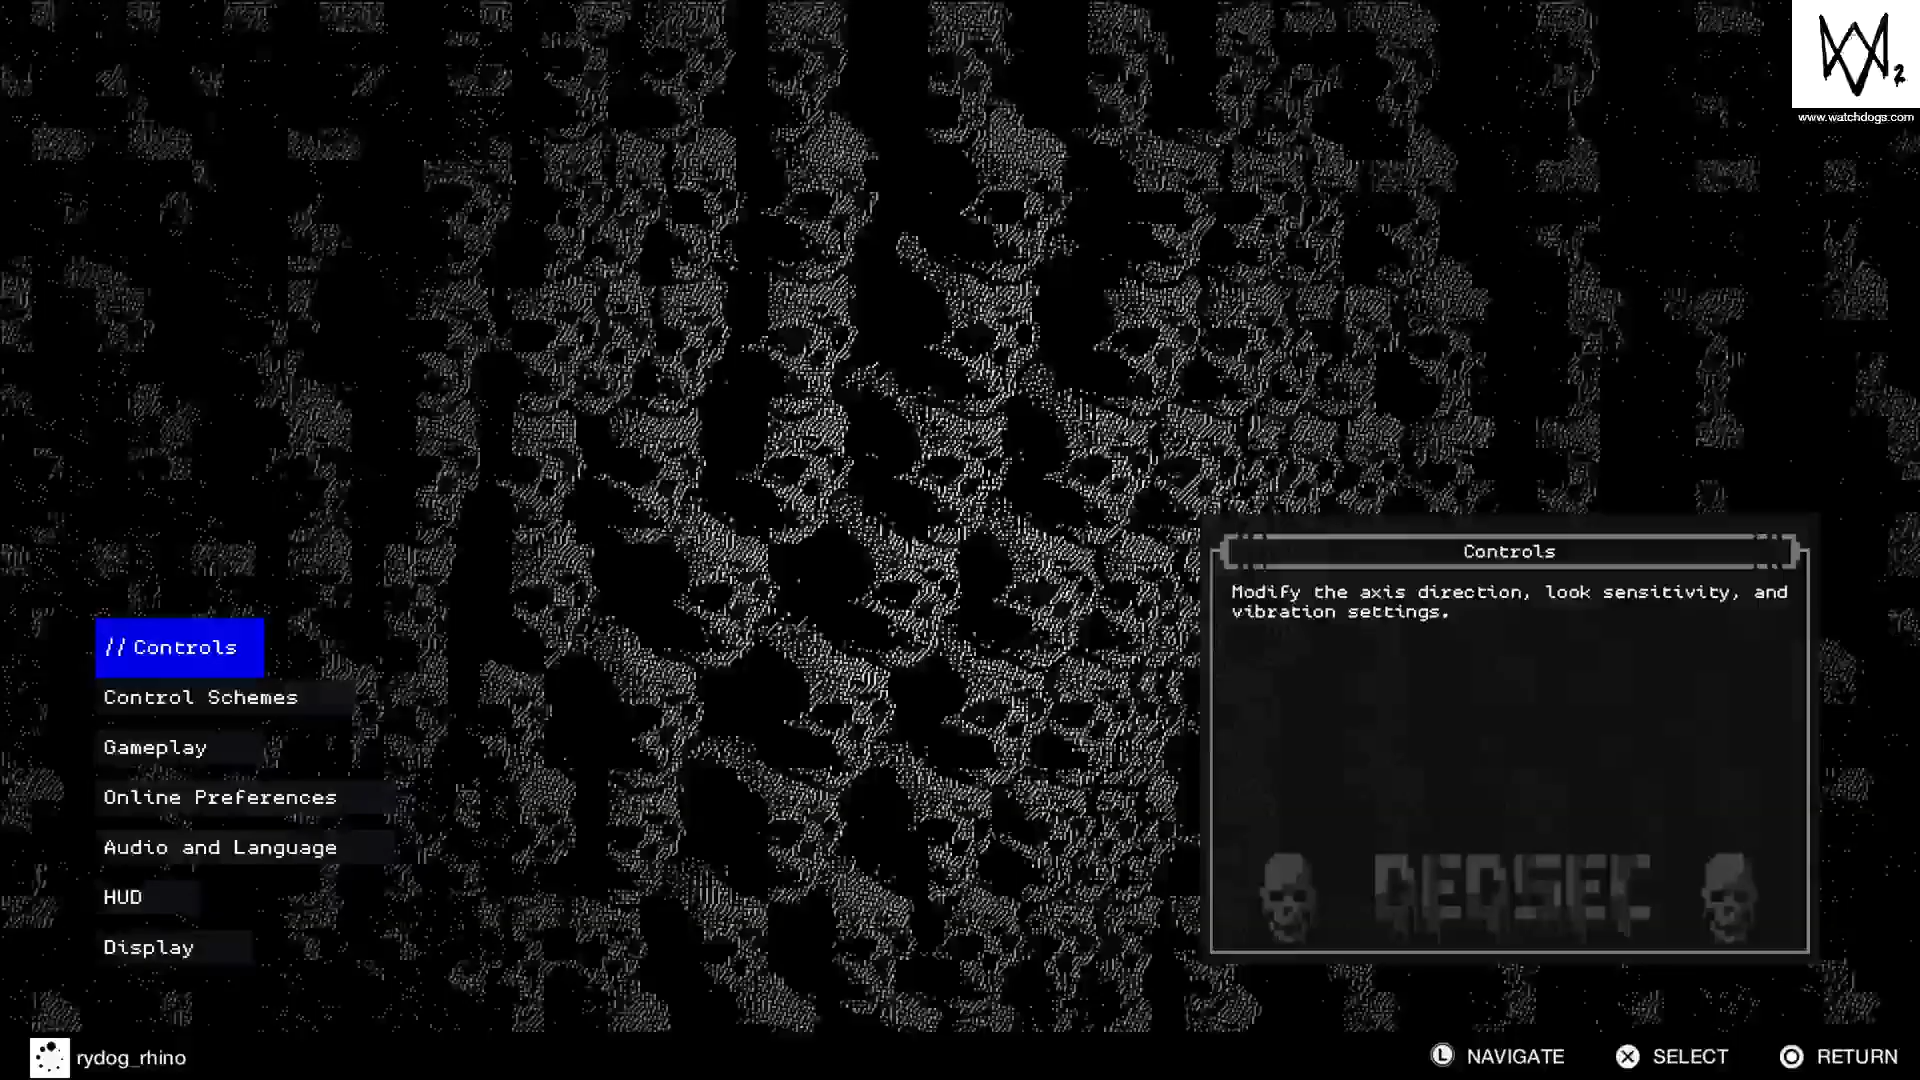 2
www.watchdogs.com
// Controls
Control Schemes
Gameplay
Online Preferences
Audio and Language
HUD
Display
Controls
Modify the axis direction, look sensitivity, and
vibration settings.
DEDSEC
rydog_rhino
L NAVIGATE
X SELECT
O RETURN